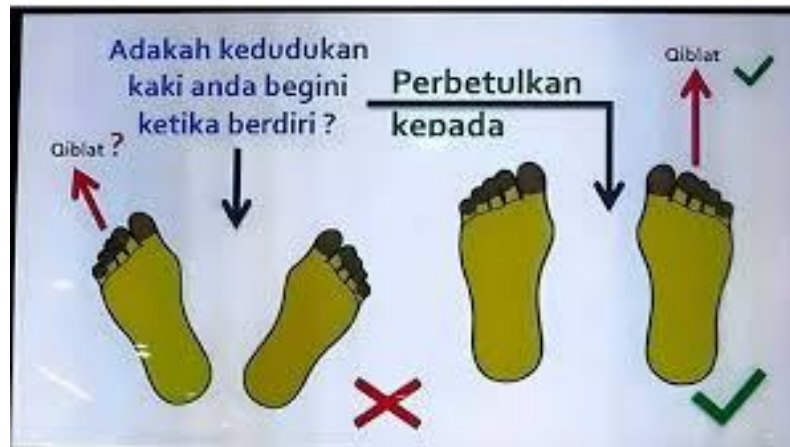 Adakah kedudukan
kaki anda begini
ketika berdiri ?
Perbetulkan
kepada
Qiblat ?
Qiblat